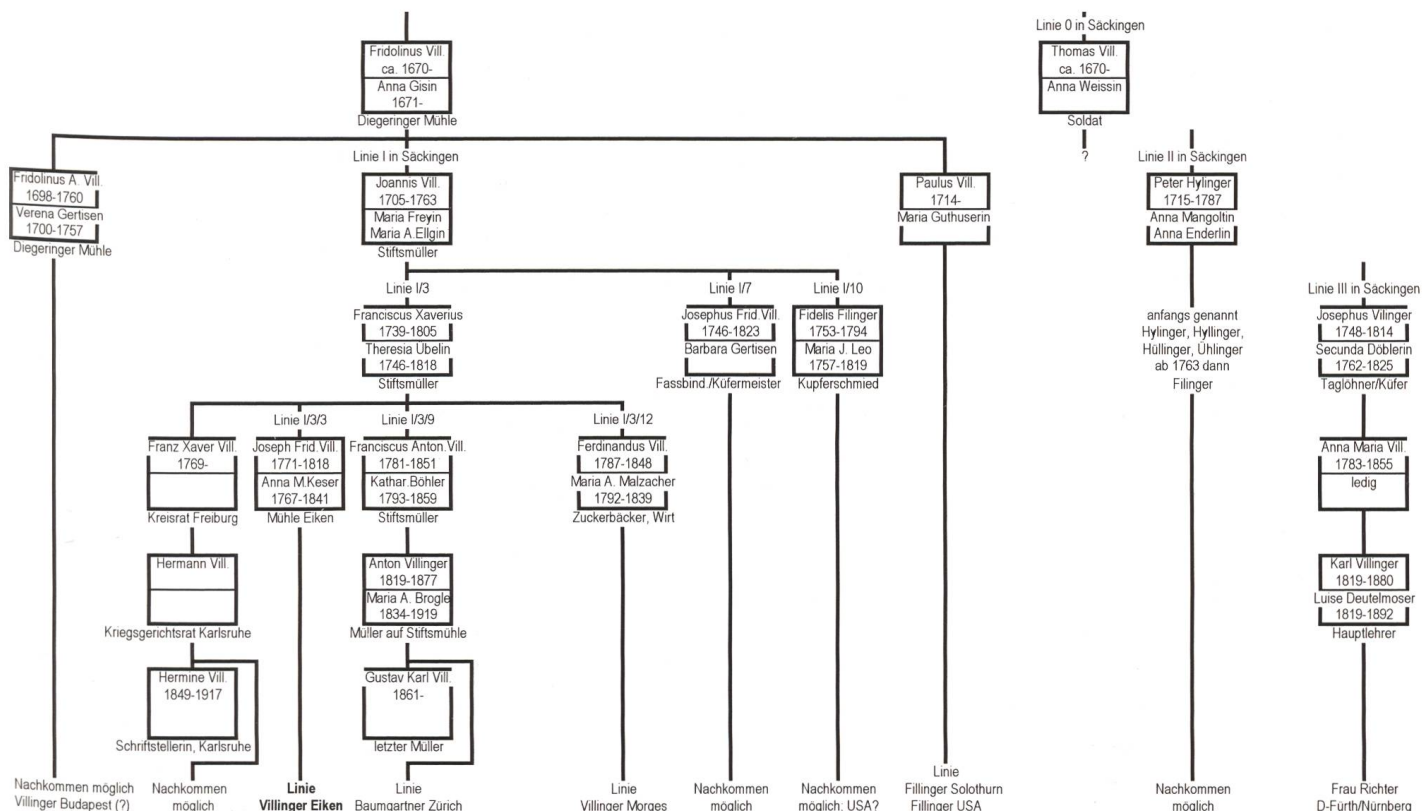 Linie 0 in Säckingen
Fridolinus Vill.
ca. 1670-
Anna Gisin
1671-
Diegeringer Mühle
Thomas Vill.
ca. 1670-
Anna Weissin
Soldat
?
Fridolinus A. Vill.
1698-1760
Verena Gertisen
1700-1757
Diegeringer Mühle
Linie I in Säckingen
Joannis Vill.
1705-1763
Maria Freyin
Maria A.Ellgin
Stiftsmüller
Paulus Vill.
1714-
Maria Guthuserin
Linie II in Säckingen
Peter Hylinger
1715-1787
Anna Mangoltin
Anna Enderlin
Linie I/3
Franciscus Xaverius
1739-1805
Theresia Ubelin
1746-1818
Stiftsmüller
Linie I/7
Josephus Frid.Vill.
1746-1823
Barbara Gertisen
Fassbind./Küfermeister
Linie I/10
Fidelis Filinger
1753-1794
Maria J. Leo
1757-1819
Kupferschmied
anfangs genannt
Hylinger, Hyllinger,
Hüllinger, Ühlinger
ab 1763 dann
Filinger
Linie III in Säckingen
Josephus Vilinger
1748-1814
Secunda Döblerin
1762-1825
Taglöhner/Küfer
Franz Xaver Vill.
1769-
Kreisrat Freiburg
Linie I/3/3
Joseph Frid.Vill.
1771-1818
Anna M.Keser
1767-1841
Mühle Eiken
Linie I/3/9
Franciscus Anton.Vill.
1781-1851
Kathar.Böhler
1793-1859
Stiftsmüller
Linie I/3/12
Ferdinandus Vill.
1787-1848
Maria A. Malzacher
1792-1839
Zuckerbäcker, Wirt
Anna Maria Vill.
1783-1855
ledig
Hermann Vill.
Kriegsgerichtsrat Karlsruhe
Anton Villinger
1819-1877
Maria A. Brogle
1834-1919
Müller auf Stiftsmühle
Karl Villinger
1819-1880
Luise Deutelmoser
1819-1892
Hauptlehrer
Hermine Vill.
1849-1917
Schriftstellerin, Karlsruhe
Gustav Karl Vill.
1861-
letzter Müller
Nachkommen möglich
Villinger Budapest (?)
Nachkommen
möglich
Linie
Villinger Eiken
Linie
Baumgartner Zürich
Linie
Villinger Morges
Nachkommen
möglich
Nachkommen
möglich: USA?
Linie
Fillinger Solothurn
Fillinger USA
Nachkommen
möglich
Frau Richter
D-Fürth/Nürnberg